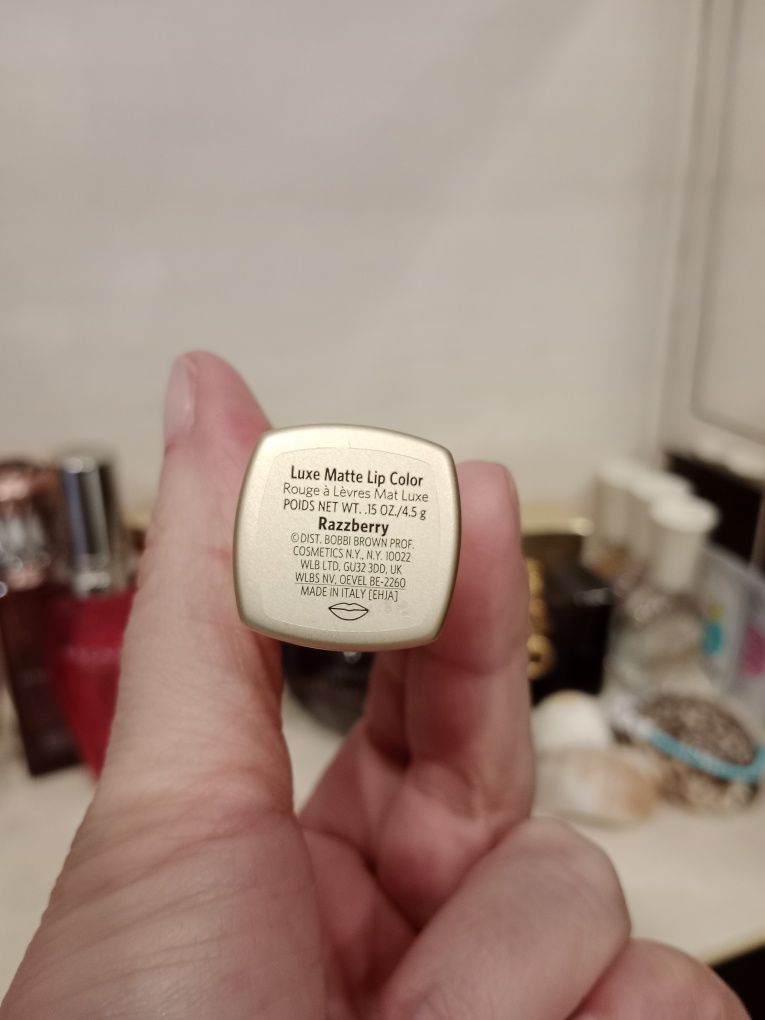 Luxe Matte Lip Color
Rouge à Lèvres Mat Luxe
POIDS NET WT. .15 OZ./4.5 g
Razzberry
© DIST. BOBBI BROWN PROF.
COSMETICS N.Y., N.Y. 10022
WLB LTD, GU32 3DD, UK
WLBS NV, OEVEL BE-2260
MADE IN ITALY [EHJA]